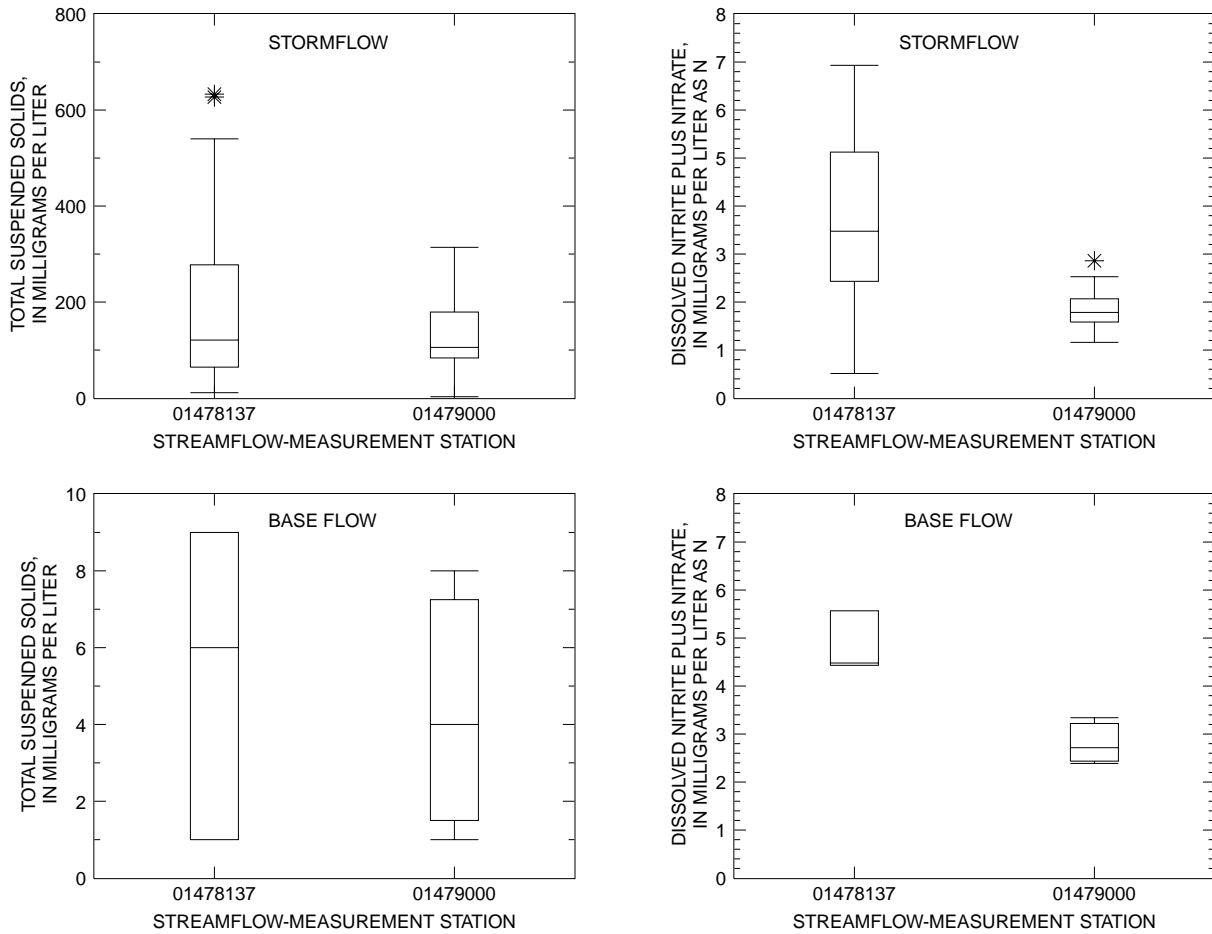 TOTAL SUSPENDED SOLIDS,
IN MILLIGRAMS PER LITER
800
600
400
200
0
STORMFLOW
01478137 01479000
STREAMFLOW-MEASUREMENT STATION
DISSOLVED NITRITE PLUS NITRATE,
IN MILLIGRAMS PER LITER AS N
8
7
6
5
4
3
2
1
0
STORMFLOW
01478137 01479000
STREAMFLOW-MEASUREMENT STATION
TOTAL SUSPENDED SOLIDS,
IN MILLIGRAMS PER LITER
10
8
6
4
2
0
BASE FLOW
01478137 01479000
STREAMFLOW-MEASUREMENT STATION
DISSOLVED NITRITE PLUS NITRATE,
IN MILLIGRAMS PER LITER AS N
8
7
6
5
4
3
2
1
0
BASE FLOW
01478137 01479000
STREAMFLOW-MEASUREMENT STATION